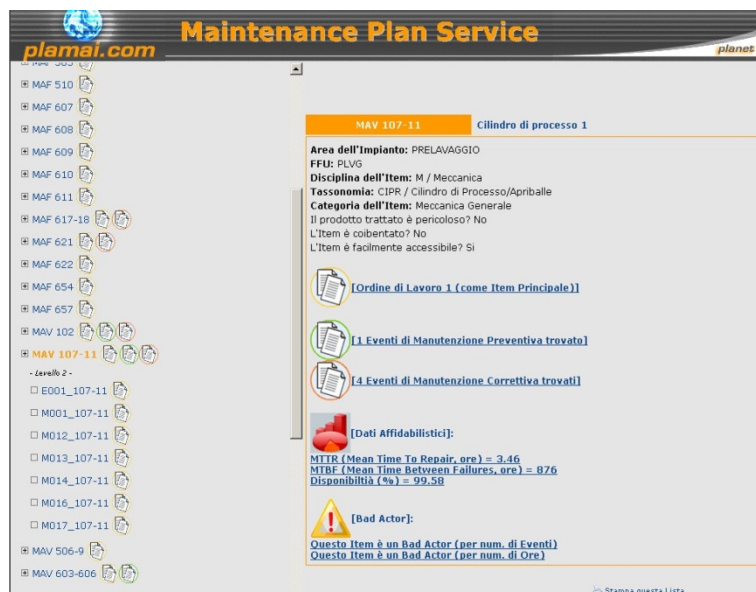 plamai.com
Maintenance Plan Service
planet
MAF 510
MAF 607
MAF 608
MAF 609
MAF 610
MAF 611
MAF 617-18
MAF 621
MAF 622
MAF 654
MAF 657
MAV 102
MAV 107-11
- Livello 2 -
E001_107-11
M001_107-11
M012_107-11
M013_107-11
M014_107-11
M016_107-11
M017_107-11
MAV 506-9
MAV 603-606
MAV 107-11 Cilindro di processo 1
Area dell'Impianto: PRELAVAGGIO
FFU: PLVG
Disciplina dell'Item: M / Meccanica
Tassonomia: CIPR / Cilindro di Processo/Apriballe
Categoria dell'Item: Meccanica Generale
Il prodotto trattato è pericoloso? No
L'Item è coibentato? No
L'Item è facilmente accessibile? Si
[Ordine di Lavoro 1 (come Item Principale)]
[1 Eventi di Manutenzione Preventiva trovato]
[4 Eventi di Manutenzione Correttiva trovati]
[Dati Affidabilistici]:
MTTR (Mean Time To Repair, ore) = 3.46
MTBF (Mean Time Between Failures, ore) = 876
Disponibiltià (%) = 99.58
[Bad Actor]:
Questo Item è un Bad Actor (per num. di Eventi)
Questo Item è un Bad Actor (per num. di Ore)
Stampa questa Lista